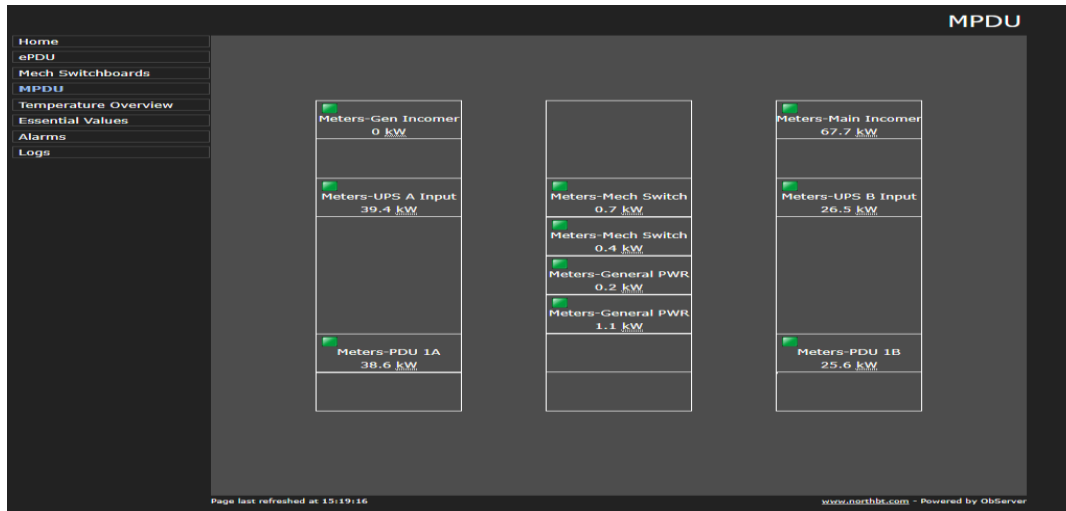 MPDU
Home
ePDU
Mech Switchboards
MPDU
Temperature Overview
Essential Values
Alarms
Logs
Meters-Gen Incomer
0 kW
Meters-Main Incomer
67.7 kW
Meters-UPS A Input
39.4 kW
Meters-Mech Switch
0.7 kW
Meters-UPS B Input
26.5 kW
Meters-Mech Switch
0.4 kW
Meters-General PWR
0.2 kW
Meters-General PWR
1.1 kW
Meters-PDU 1A
38.6 kW
Meters-PDU 1B
25.6 kW
Page last refreshed at 15:19:16
www.northbt.com - Powered by ObServer